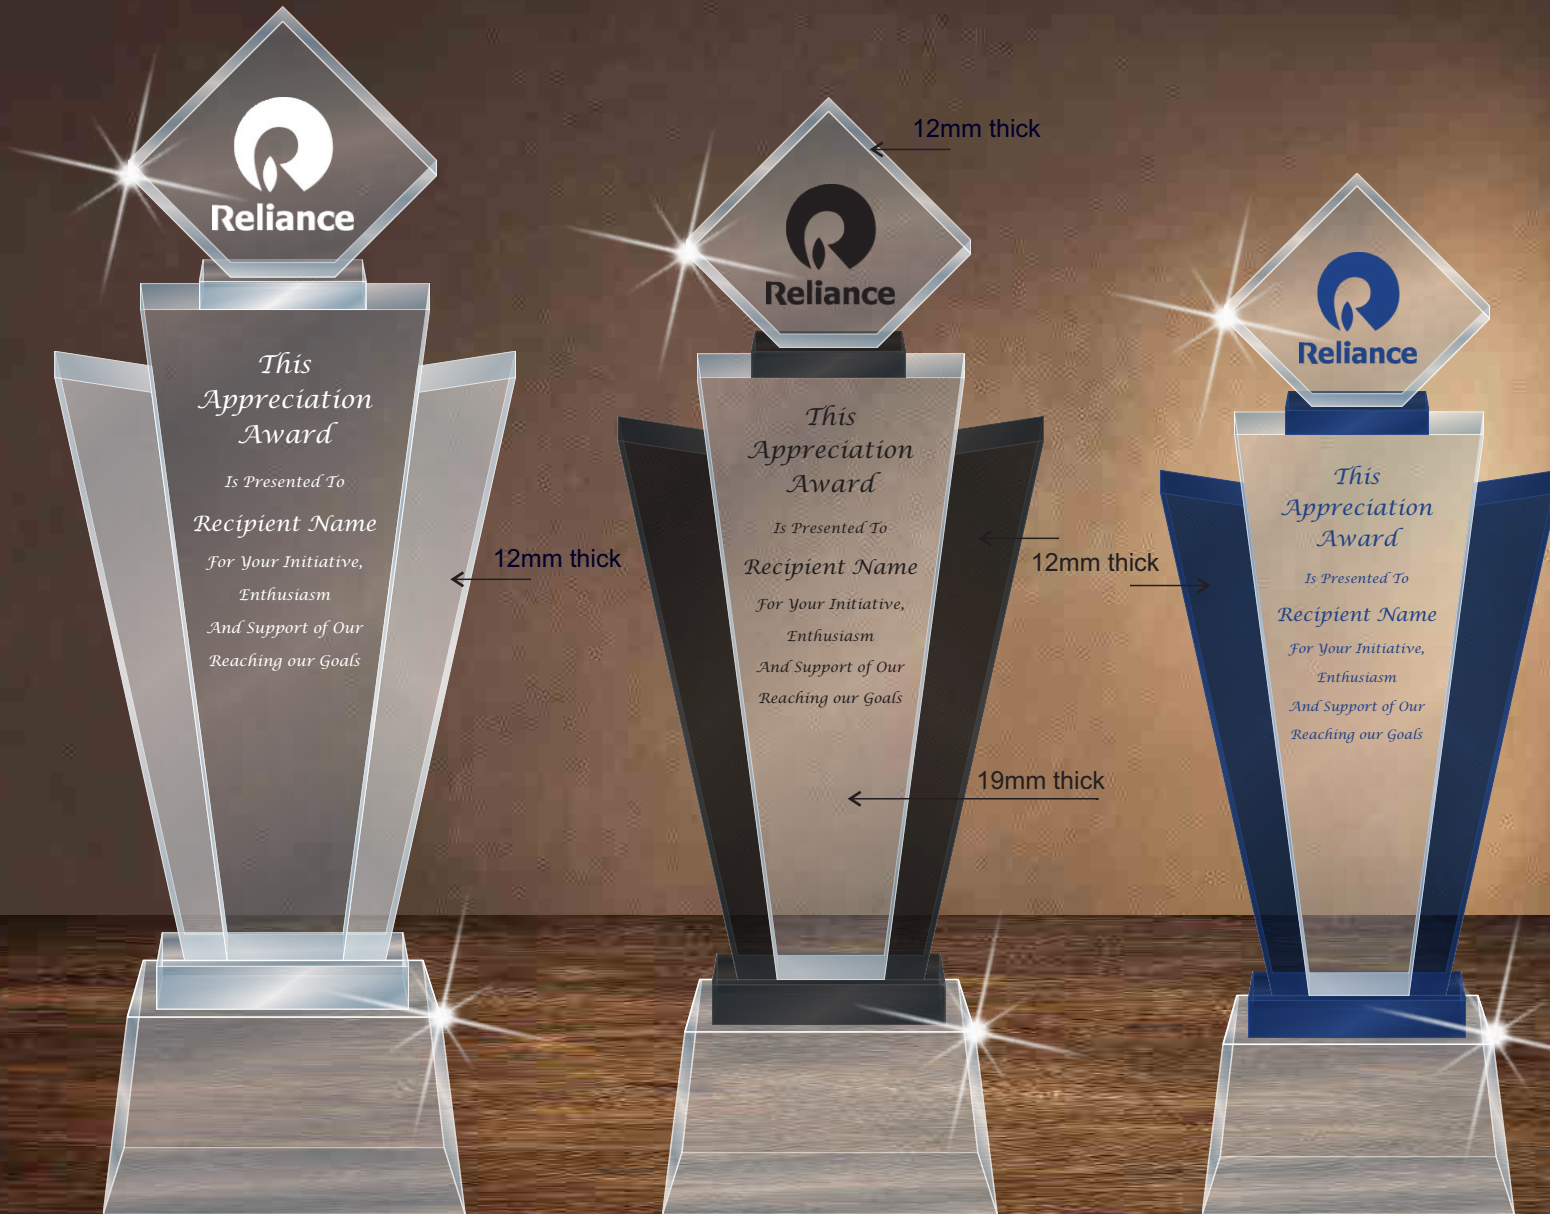 Reliance
This
Appreciation
Award
Is Presented To
Recipient Name
For Your Initiative,
Enthusiasm
And Support of Our
Reaching our Goals
12mm thick
12mm thick
Reliance
This
Appreciation
Award
Is Presented To
Recipient Name
For Your Initiative,
Enthusiasm
And Support of Our
Reaching our Goals
12mm thick
19mm thick
Reliance
This
Appreciation
Award
Is Presented To
Recipient Name
For Your Initiative,
Enthusiasm
And Support of Our
Reaching our Goals